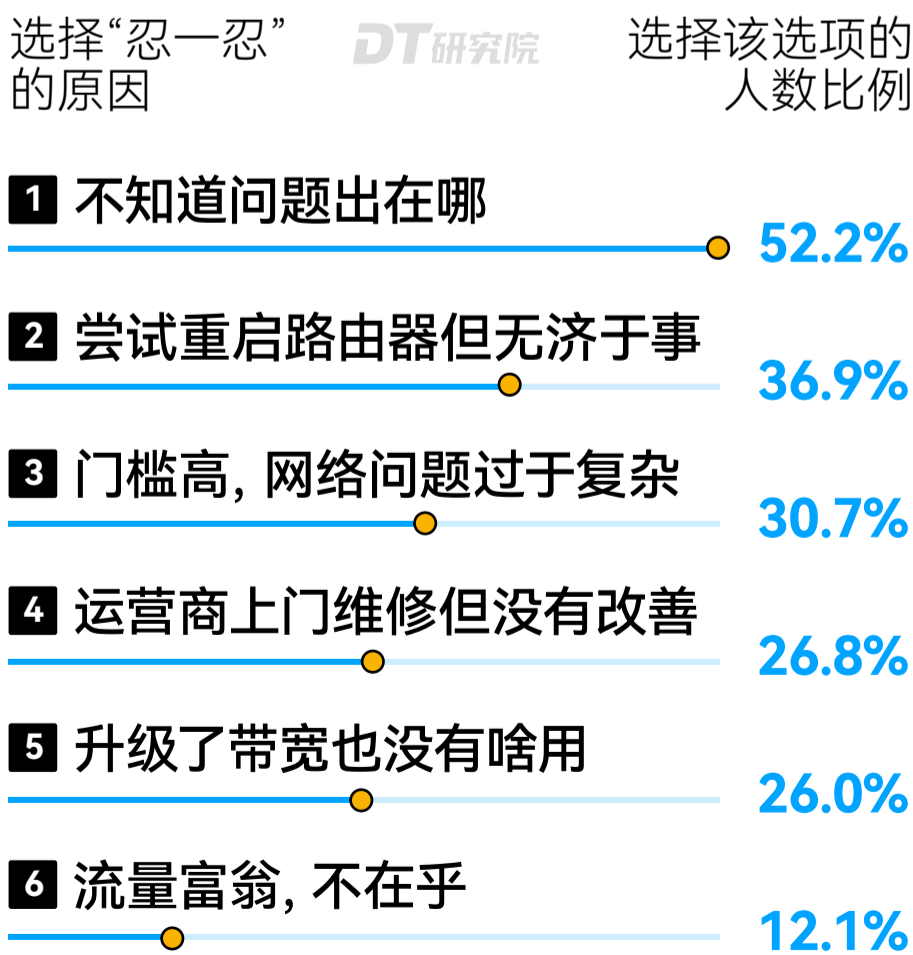 选择“忍一忍”
的原因
DT研究院
选择该选项的
人数比例
1 不知道问题出在哪
52.2%
2 尝试重启路由器但无济于事
36.9%
3 门槛高, 网络问题过于复杂
30.7%
4 运营商上门维修但没有改善
26.8%
5 升级了带宽也没有啥用
26.0%
6 流量富翁, 不在乎
12.1%